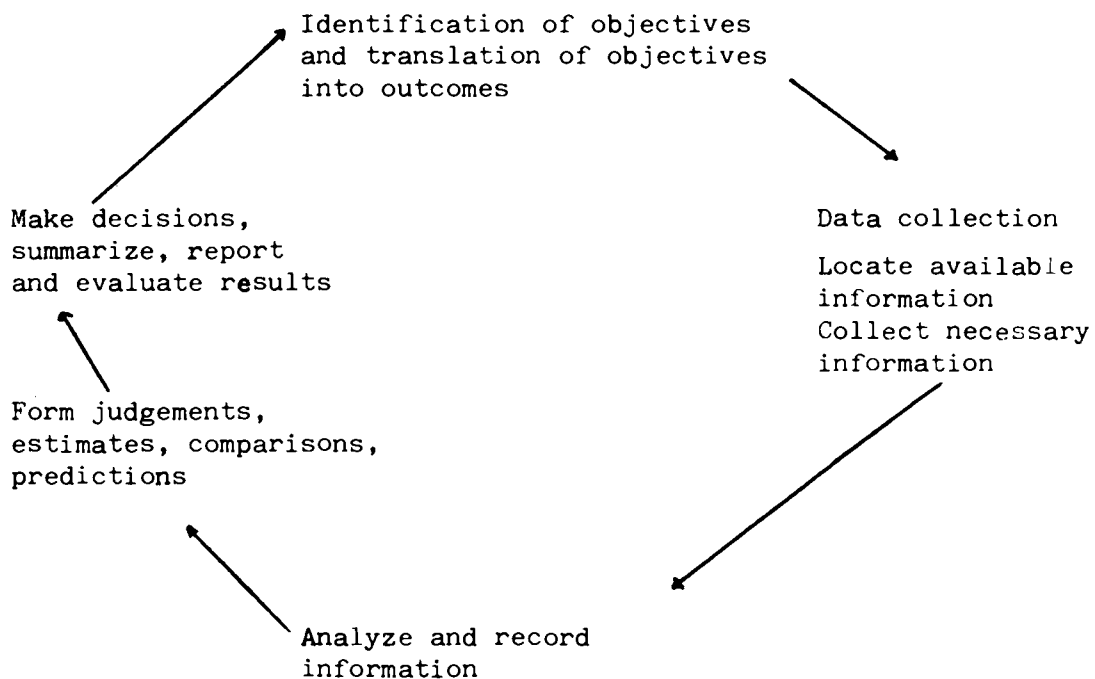 Identification of objectives
and translation of objectives
into outcomes
Data collection
Locate available
information
Collect necessary
information
Analyze and record
information
Form judgements,
estimates, comparisons,
predictions
Make decisions,
summarize, report
and evaluate results